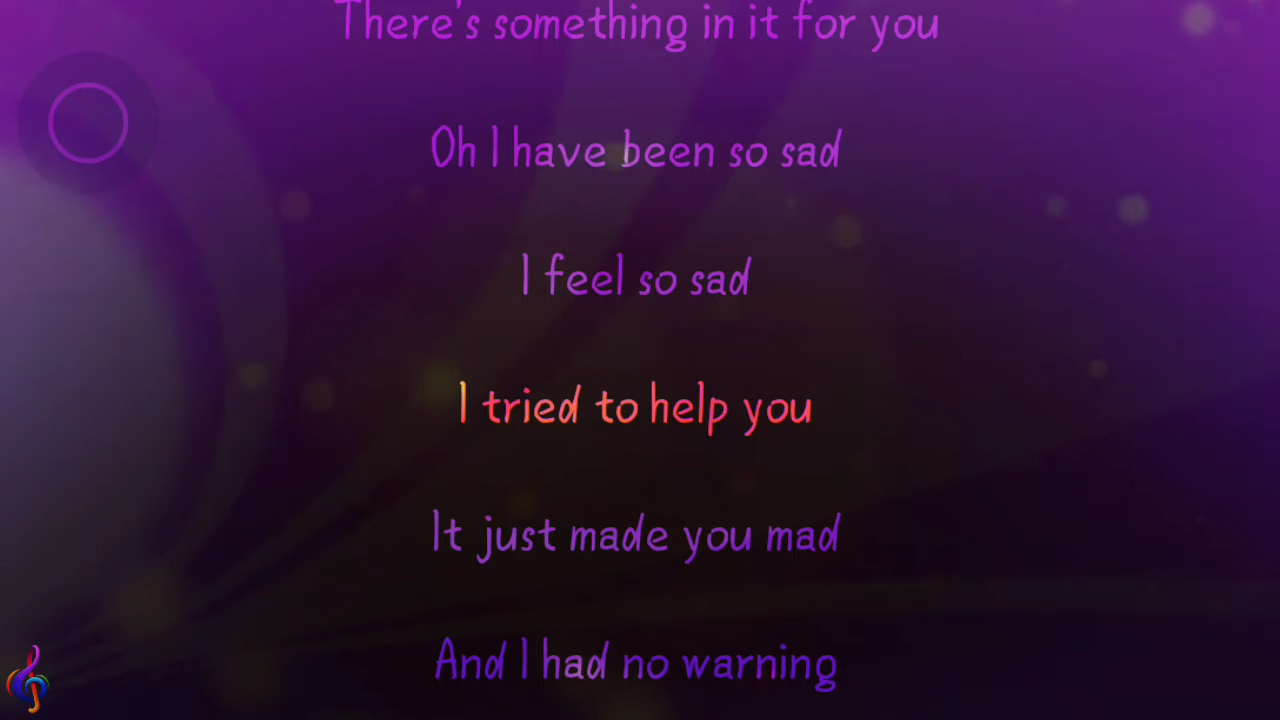 There's something in it for you
Oh I have been so sad
I feel so sad
I tried to help you
It just made you mad
And I had no warning